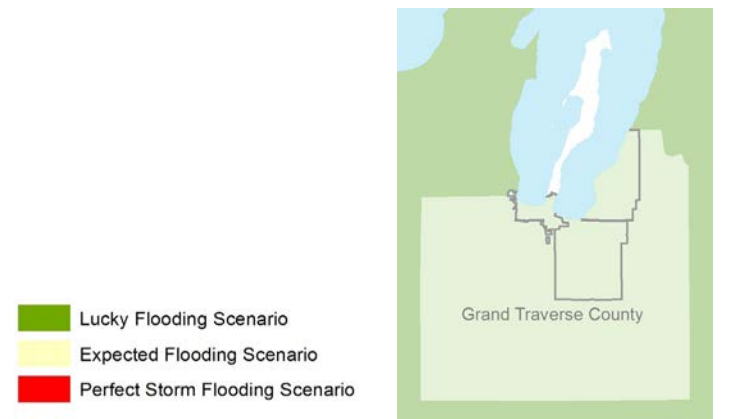 Lucky Flooding Scenario
Expected Flooding Scenario
Perfect Storm Flooding Scenario
Grand Traverse County